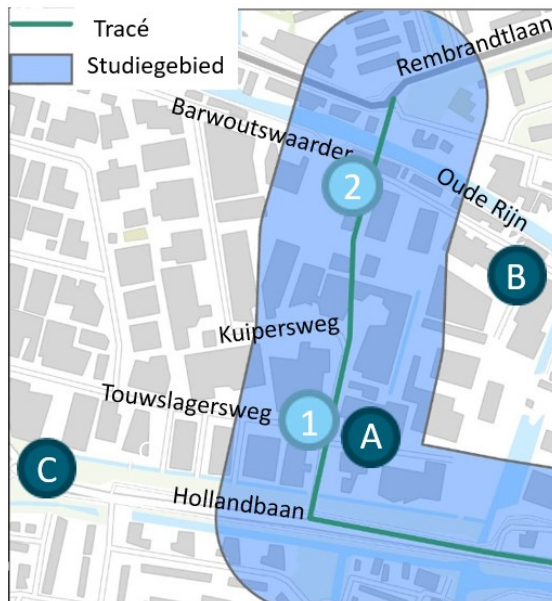 Tracé
Studiegebied
Rembrandtlaan
Barwoutswaarder
2
Oude Rijn
B
Kuipersweg
Touwslagersweg
1
A
C
Hollandbaan